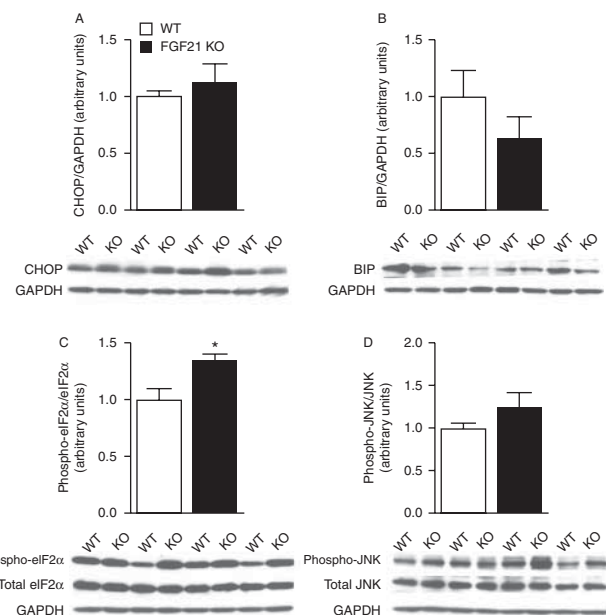 A
WT
FGF21 KO
CHOP/GAPDH (arbitrary units)
1.5
1.0
0.5
0.0
WT KO WT KO WT KO WT KO
CHOP
GAPDH
B
BIP/GAPDH (arbitrary units)
1.5
1.0
0.5
0.0
WT KO WT KO WT KO WT KO
BIP
GAPDH
C
Phospho-eIF2α/eIF2α
(arbitrary units)
1.5
1.0
0.5
0.0
*
WT KO WT KO WT KO WT KO
spho-eIF2α
Total eIF2α
GAPDH
D
Phospho-JNK/JNK
(arbitrary units)
2.0
1.5
1.0
0.5
0.0
WT KO WT KO WT KO WT KO
Phospho-JNK
Total JNK
GAPDH